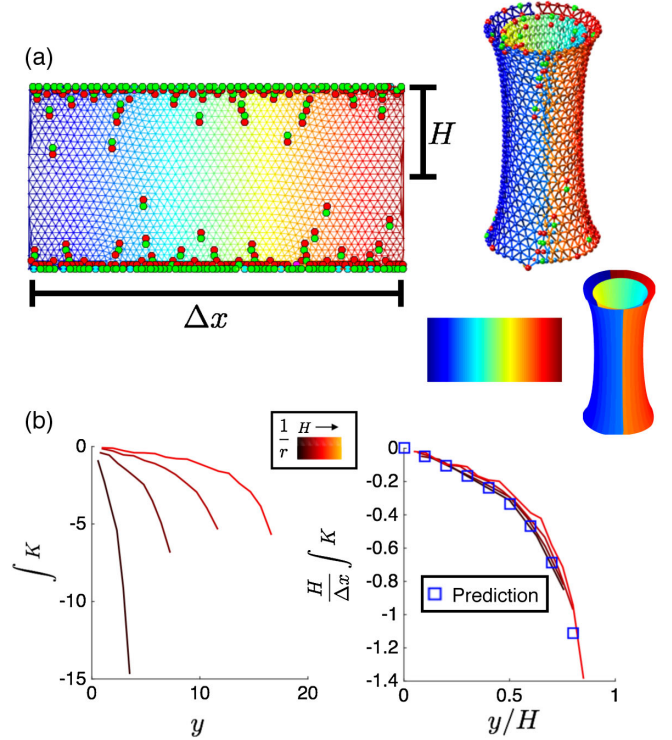 (a)
H
Δx
(b)
1/r H →
∫ K
0
-5
-10
-15
0 10 20
y
H/Δx ∫ K
0
-0.2
-0.4
-0.6
-0.8
-1
-1.2
-1.4
Prediction
0 0.5 1
y/H